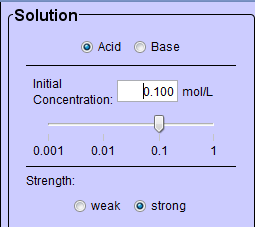 Solution
Acid Base
Initial
Concentration: 0.100 mol/L
0.001 0.01 0.1 1
Strength:
weak strong